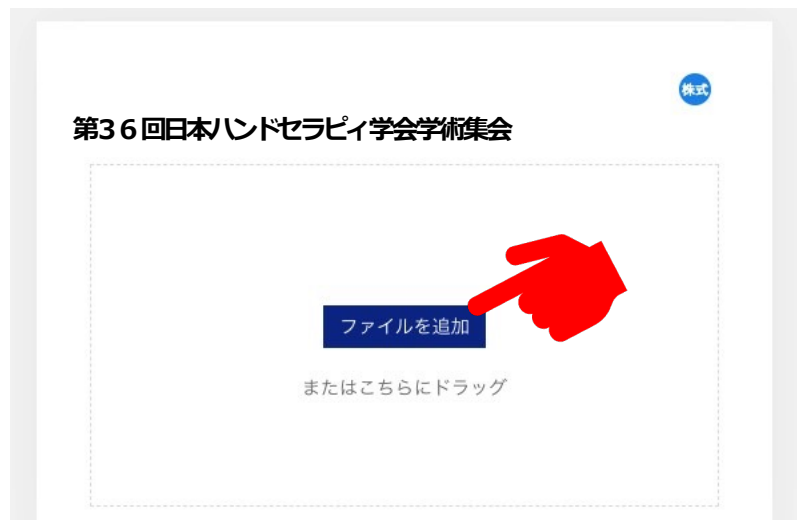 株式
第36回日本ハンドセラピィ学会学術集会
ファイルを追加
またはこちらにドラッグ